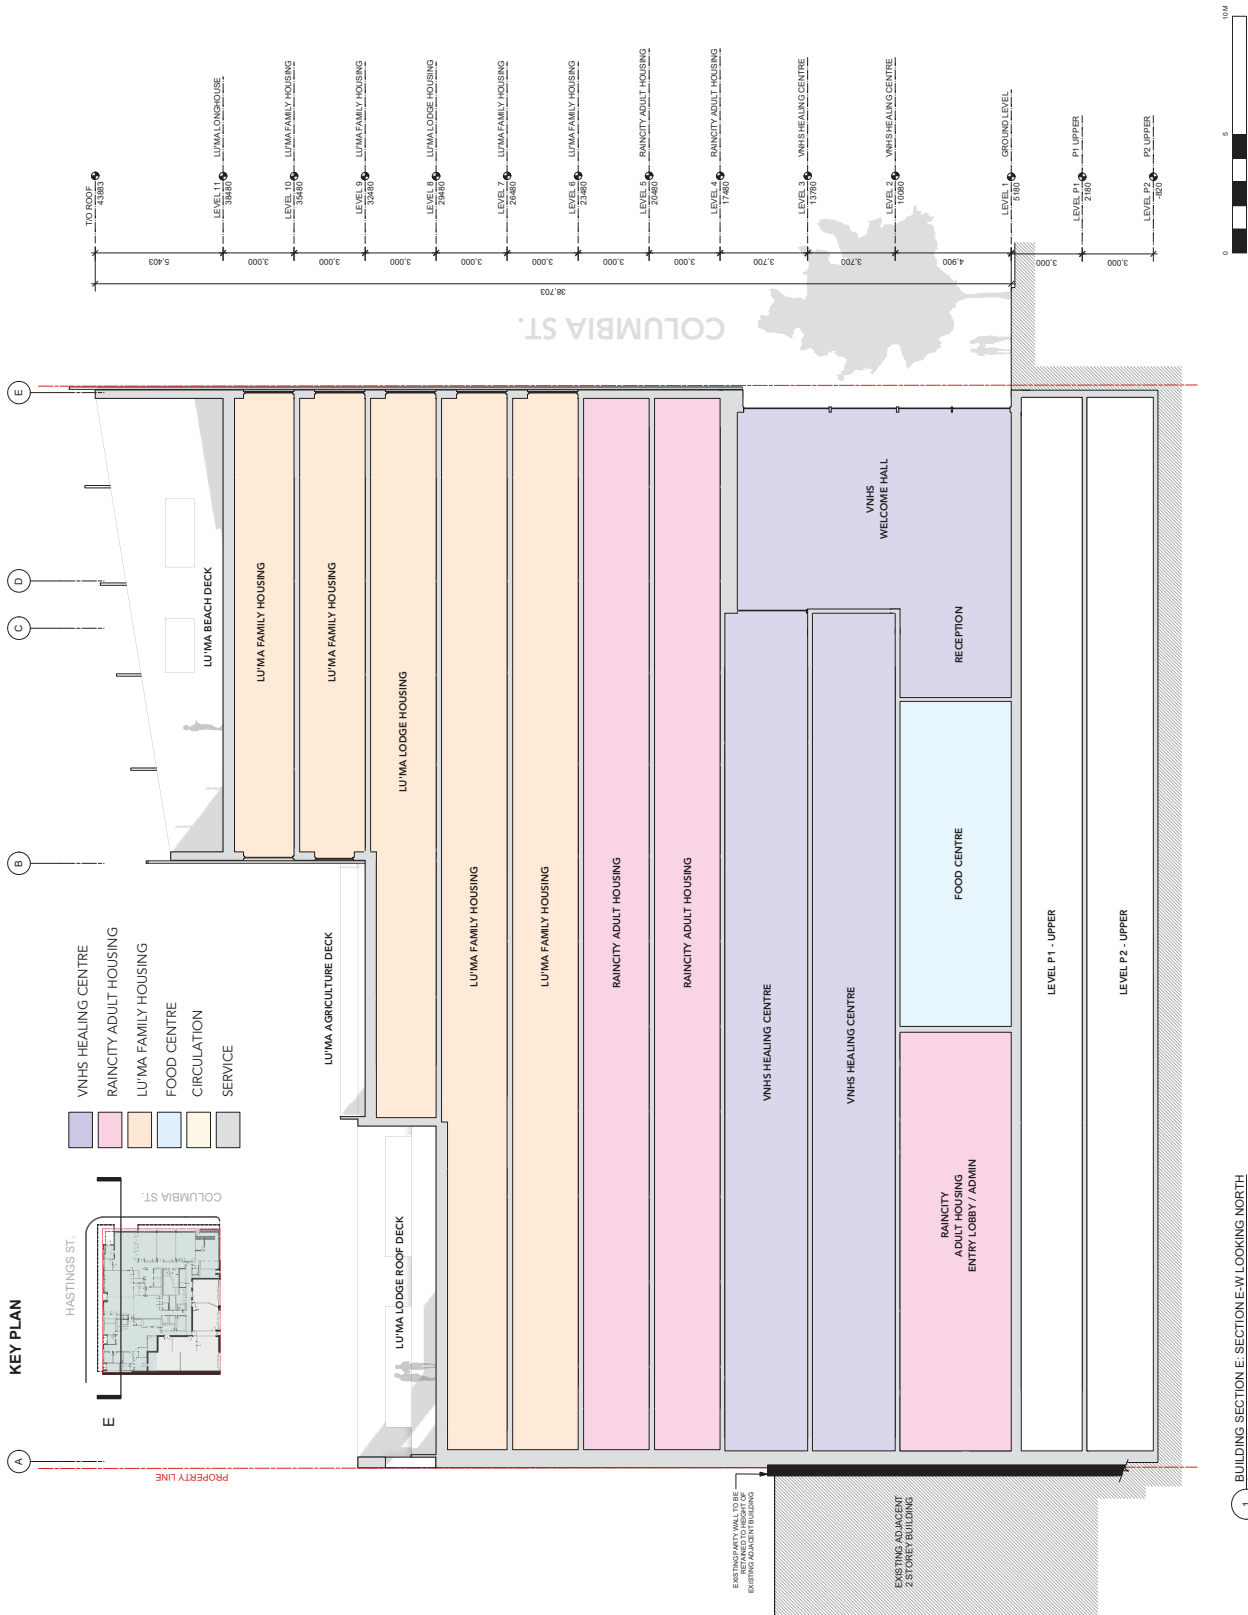 KEY PLAN
HASTINGS ST.
COLUMBIA ST.
E
VNHS HEALING CENTRE
RAINCITY ADULT HOUSING
LU'MA FAMILY HOUSING
FOOD CENTRE
CIRCULATION
SERVICE
A
B
C
D
E
PROPERTY LINE
LU'MA LODGE ROOF DECK
LU'MA AGRICULTURE DECK
LU'MA BEACH DECK
LU'MA FAMILY HOUSING
LU'MA FAMILY HOUSING
LU'MA LODGE HOUSING
LU'MA FAMILY HOUSING
LU'MA FAMILY HOUSING
RAINCITY ADULT HOUSING
RAINCITY ADULT HOUSING
VNHS HEALING CENTRE
VNHS HEALING CENTRE
VNHS
WELCOME HALL
RECEPTION
FOOD CENTRE
RAINCITY
ADULT HOUSING
ENTRY LOBBY / ADMIN
LEVEL P1 - UPPER
LEVEL P2 - UPPER
EXISTING PARTY WALL TO BE
RETAINED TO HEIGHT OF
EXISTING ADJACENT BUILDING
EXISTING ADJACENT
2 STOREY BUILDING
COLUMBIA ST.
38,703
5,403
3,000
3,000
3,000
3,000
3,000
3,000
3,000
3,700
3,700
4,900
3,000
3,000
T/O ROOF
43883
LEVEL 11 LU'MA LONGHOUSE
38480
LEVEL 10 LU'MA FAMILY HOUSING
35480
LEVEL 9 LU'MA FAMILY HOUSING
32480
LEVEL 8 LU'MA LODGE HOUSING
29480
LEVEL 7 LU'MA FAMILY HOUSING
26480
LEVEL 6 LU'MA FAMILY HOUSING
23480
LEVEL 5 RAINCITY ADULT HOUSING
20480
LEVEL 4 RAINCITY ADULT HOUSING
17480
LEVEL 3 VNHS HEALING CENTRE
13780
LEVEL 2 VNHS HEALING CENTRE
10080
LEVEL 1 GROUND LEVEL
5180
LEVEL P1 P1 UPPER
2180
LEVEL P2 P2 UPPER
-820
1 BUILDING SECTION E: SECTION E-W LOOKING NORTH
0 5 10M